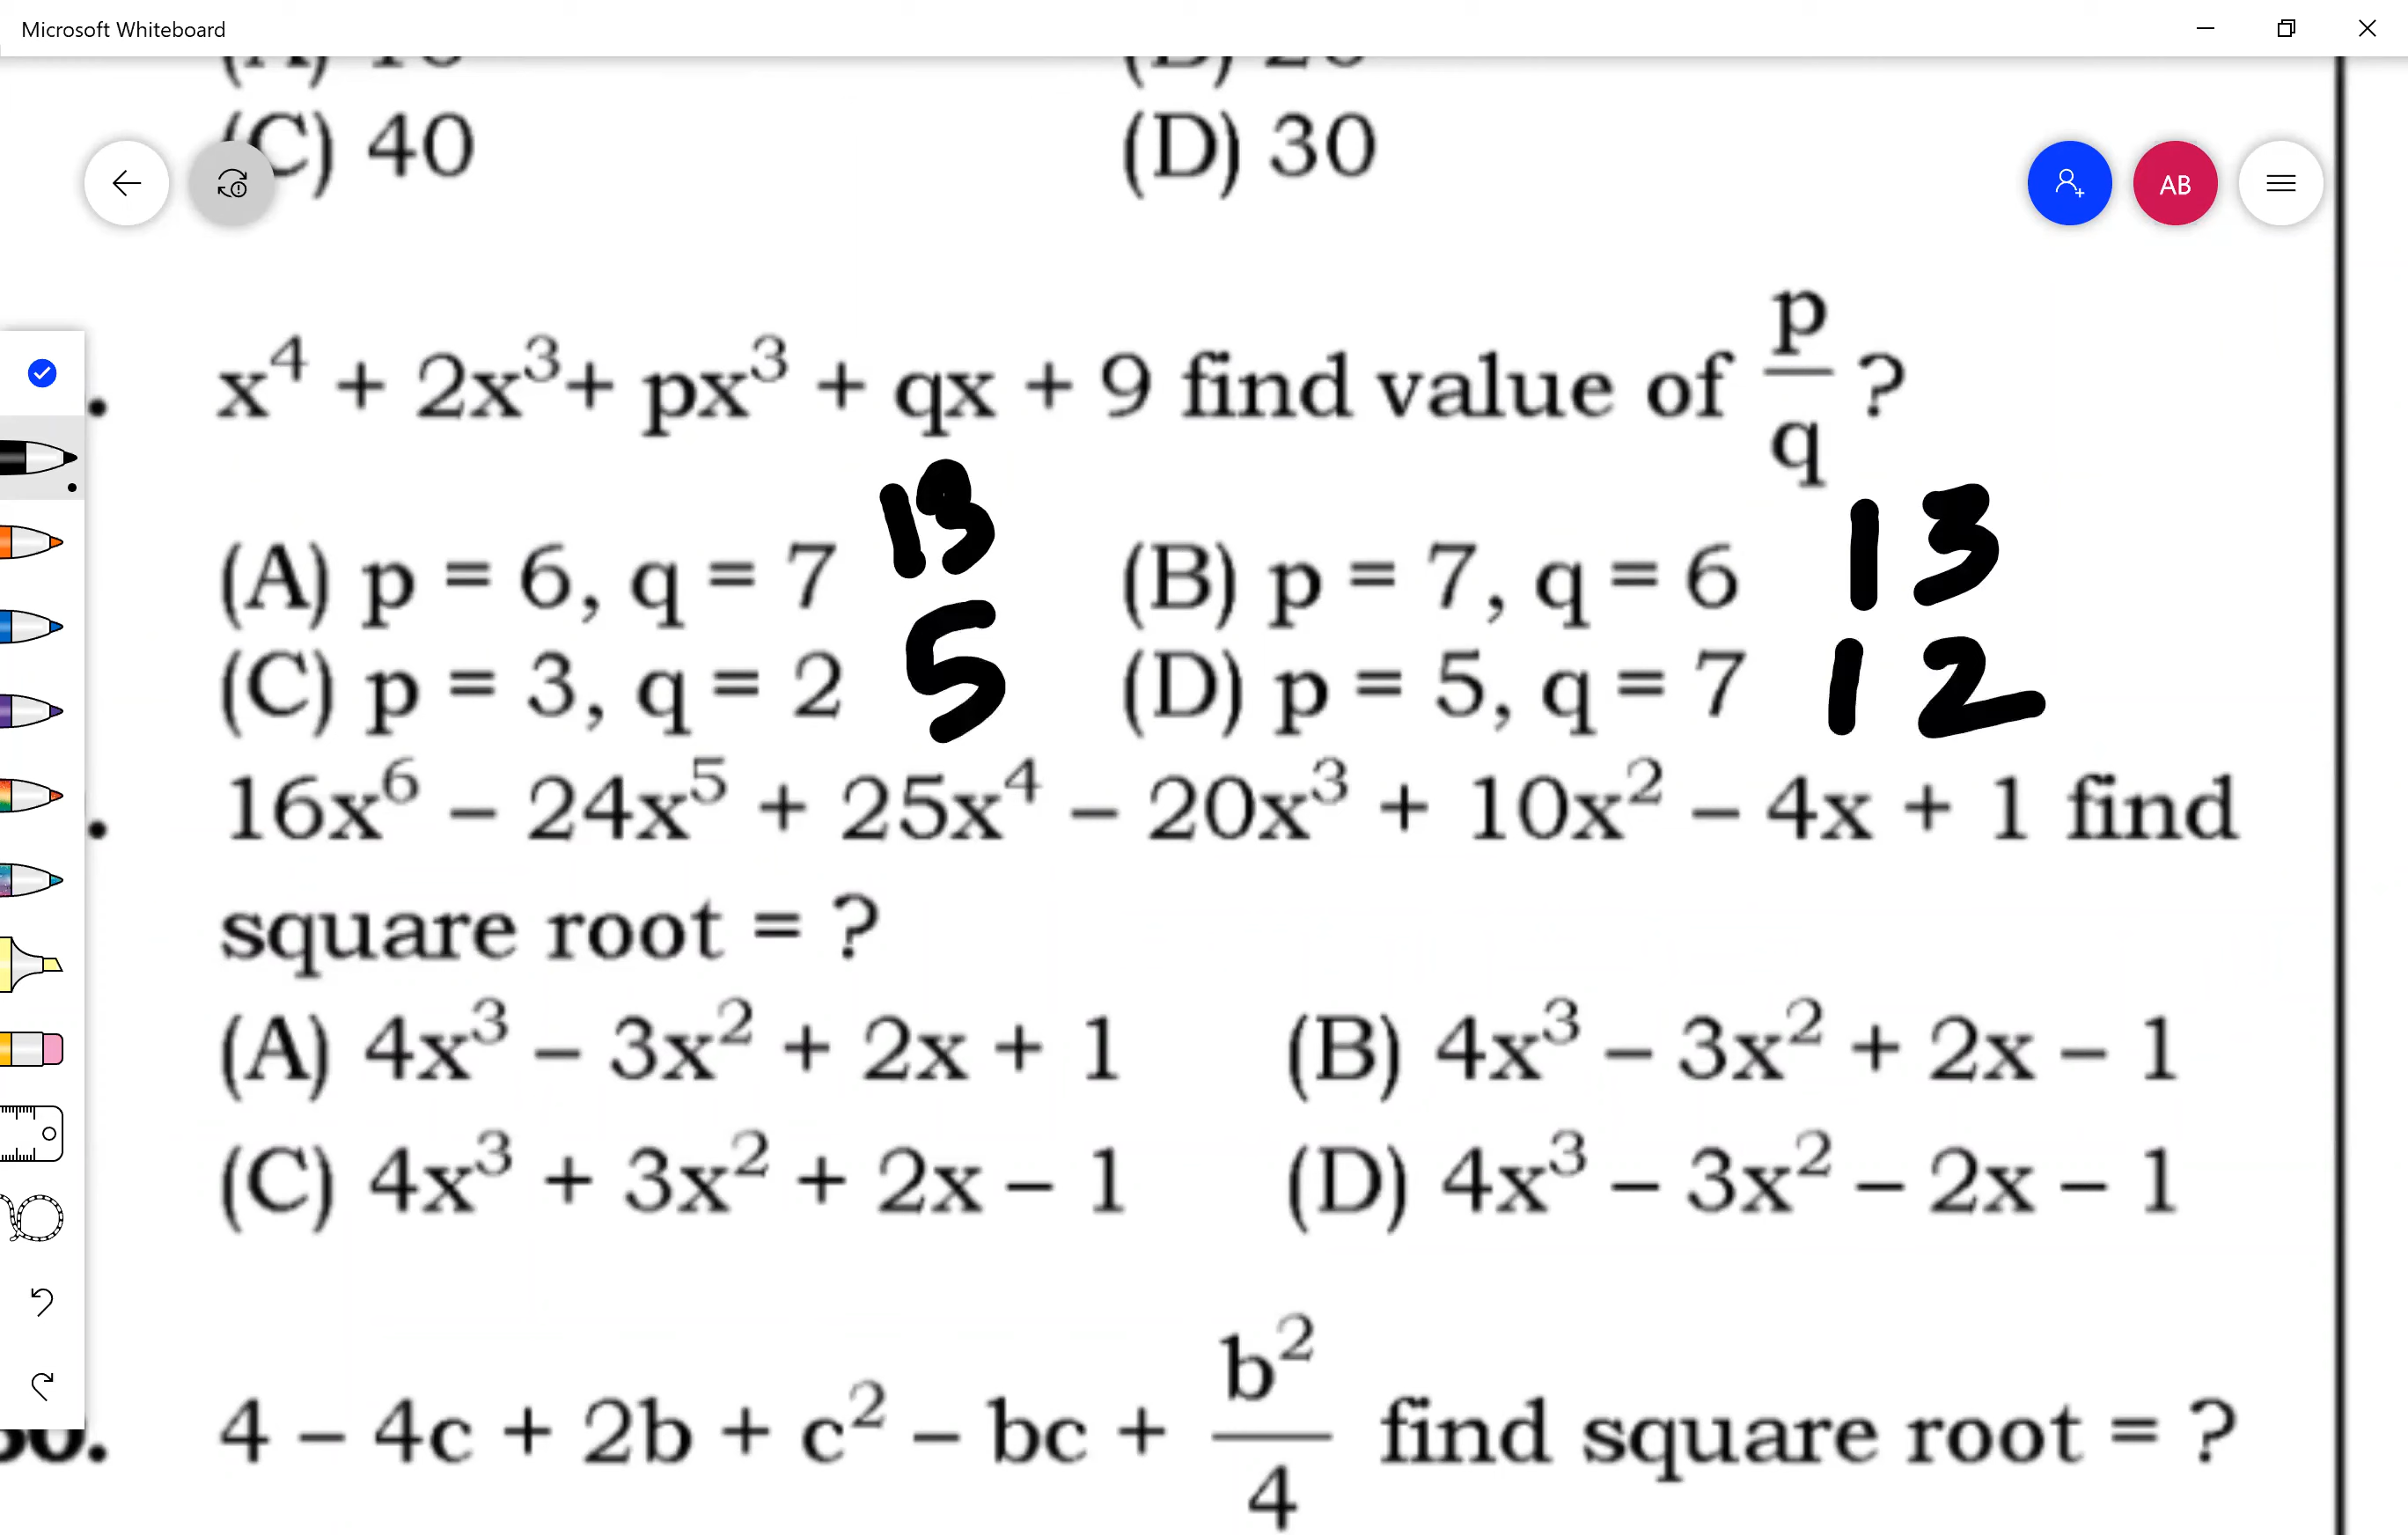 Microsoft Whiteboard
(C) 40 (D) 30
AB
. x⁴ + 2x³+ px³ + qx + 9 find value of p/q ?
(A) p = 6, q = 7 13 (B) p = 7, q = 6 13
(C) p = 3, q = 2 5 (D) p = 5, q = 7 12
. 16x⁶ – 24x⁵ + 25x⁴ – 20x³ + 10x² – 4x + 1 find
square root = ?
(A) 4x³ – 3x² + 2x + 1 (B) 4x³ – 3x² + 2x – 1
(C) 4x³ + 3x² + 2x – 1 (D) 4x³ – 3x² – 2x – 1
4 – 4c + 2b + c² – bc + b²/4 find square root = ?